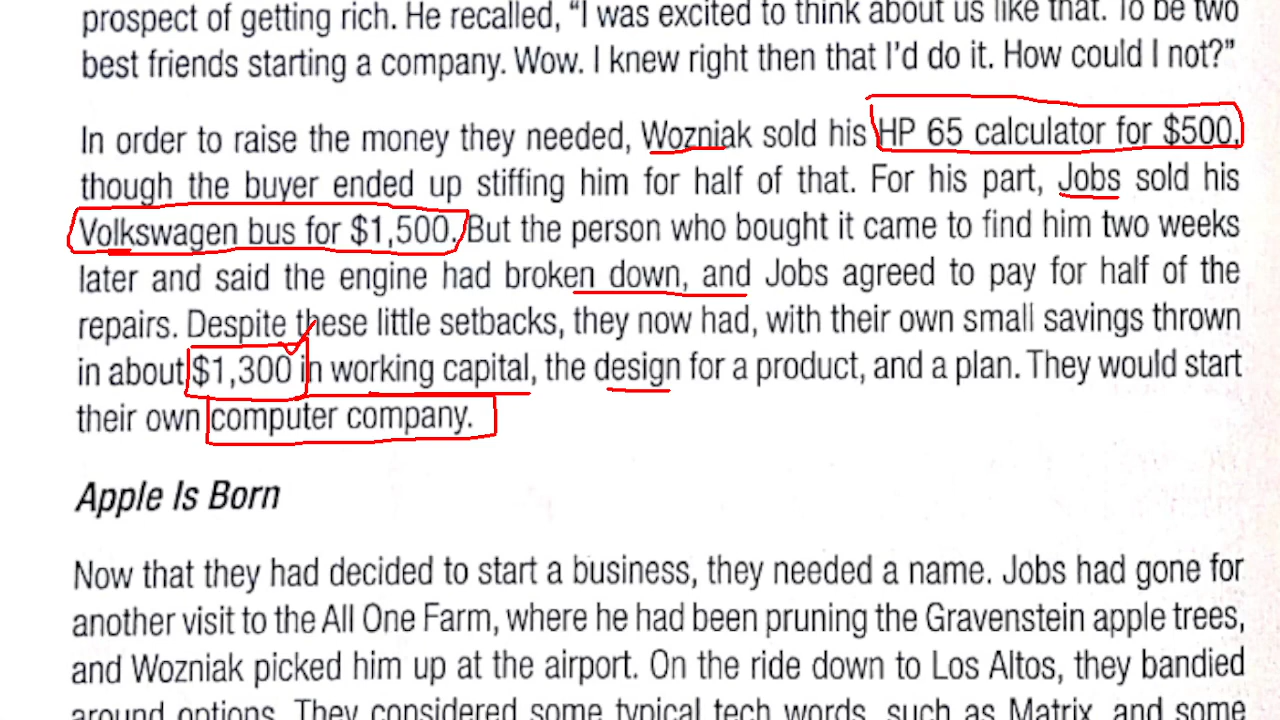 prospect of getting rich. He recalled, “I was excited to think about us like that. To be two
best friends starting a company. Wow. I knew right then that I’d do it. How could I not?”
In order to raise the money they needed, Wozniak sold his HP 65 calculator for $500,
though the buyer ended up stiffing him for half of that. For his part, Jobs sold his
Volkswagen bus for $1,500. But the person who bought it came to find him two weeks
later and said the engine had broken down, and Jobs agreed to pay for half of the
repairs. Despite these little setbacks, they now had, with their own small savings thrown
in about $1,300 in working capital, the design for a product, and a plan. They would start
their own computer company.
Apple Is Born
Now that they had decided to start a business, they needed a name. Jobs had gone for
another visit to the All One Farm, where he had been pruning the Gravenstein apple trees,
and Wozniak picked him up at the airport. On the ride down to Los Altos, they bandied
around options. They considered some typical tech words, such as Matrix, and some